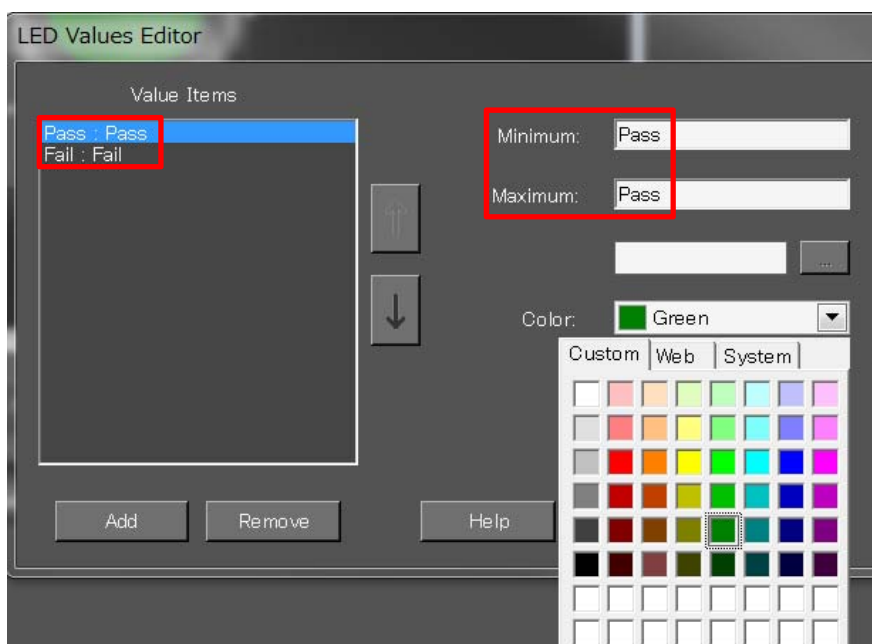 LED Values Editor
Value Items
Pass : Pass
Fail : Fail
Minimum: Pass
Maximum: Pass
...
Color: Green
Custom Web System
Add Remove Help